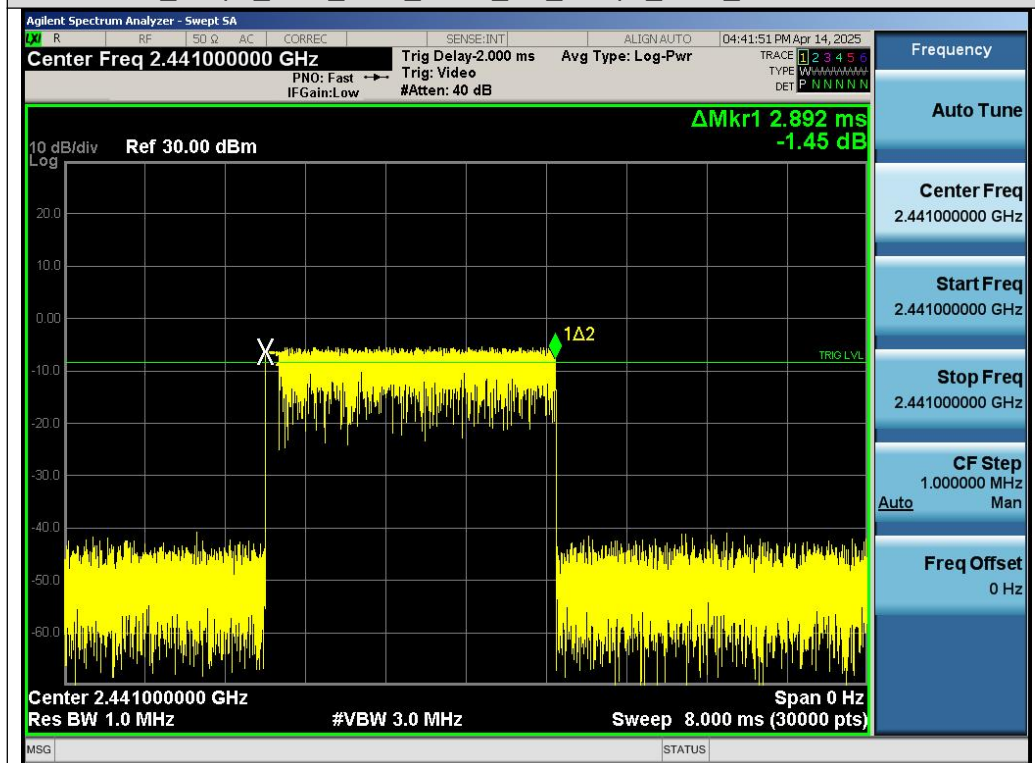 Agilent Spectrum Analyzer - Swept SA
LXI R RF 50 Ω AC CORREC SENSE:INT ALIGN AUTO 04:41:51 PM Apr 14, 2025
Center Freq 2.441000000 GHz
PNO: Fast
IFGain:Low
Trig Delay-2.000 ms
Trig: Video
#Atten: 40 dB
Avg Type: Log-Pwr
TRACE 1 2 3 4 5 6
TYPE WWWWWW
DET P N N N N N
ΔMkr1 2.892 ms
-1.45 dB
10 dB/div Ref 30.00 dBm
Log
20.0
10.0
0.00
-10.0
-20.0
-30.0
-40.0
-50.0
-60.0
X
1Δ2
TRIG LVL
Center 2.441000000 GHz Span 0 Hz
Res BW 1.0 MHz #VBW 3.0 MHz Sweep 8.000 ms (30000 pts)
MSG STATUS
Frequency
Auto Tune
Center Freq
2.441000000 GHz
Start Freq
2.441000000 GHz
Stop Freq
2.441000000 GHz
CF Step
1.000000 MHz
Auto Man
Freq Offset
0 Hz